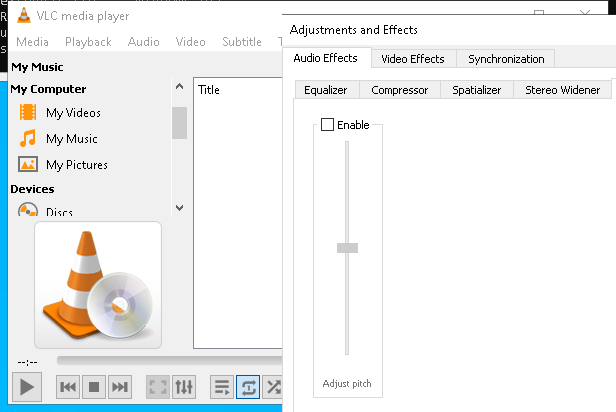 VLC media player
Media Playback Audio Video Subtitle
My Music
My Computer
My Videos
My Music
My Pictures
Devices
Discs
Title
--:--
Adjustments and Effects
Audio Effects Video Effects Synchronization
Equalizer Compressor Spatializer Stereo Widener
Enable
Adjust pitch